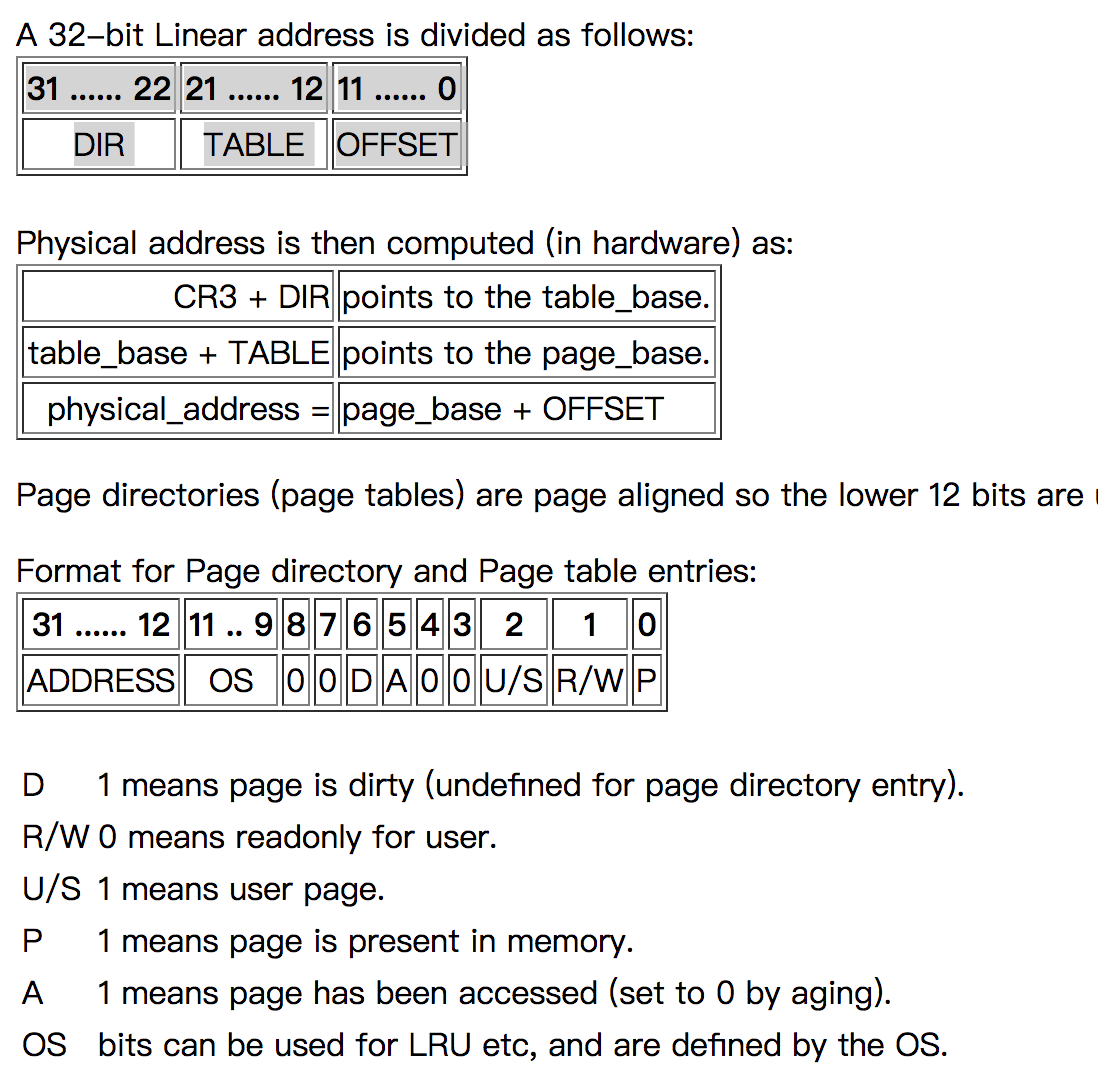 A 32–bit Linear address is divided as follows:
31 ...... 22 21 ...... 12 11 ...... 0
DIR TABLE OFFSET
Physical address is then computed (in hardware) as:
CR3 + DIR points to the table_base.
table_base + TABLE points to the page_base.
physical_address = page_base + OFFSET
Page directories (page tables) are page aligned so the lower 12 bits are
Format for Page directory and Page table entries:
31 ...... 12 11 .. 9 8 7 6 5 4 3 2 1 0
ADDRESS OS 0 0 D A 0 0 U/S R/W P
D 1 means page is dirty (undefined for page directory entry).
R/W 0 means readonly for user.
U/S 1 means user page.
P 1 means page is present in memory.
A 1 means page has been accessed (set to 0 by aging).
OS bits can be used for LRU etc, and are defined by the OS.